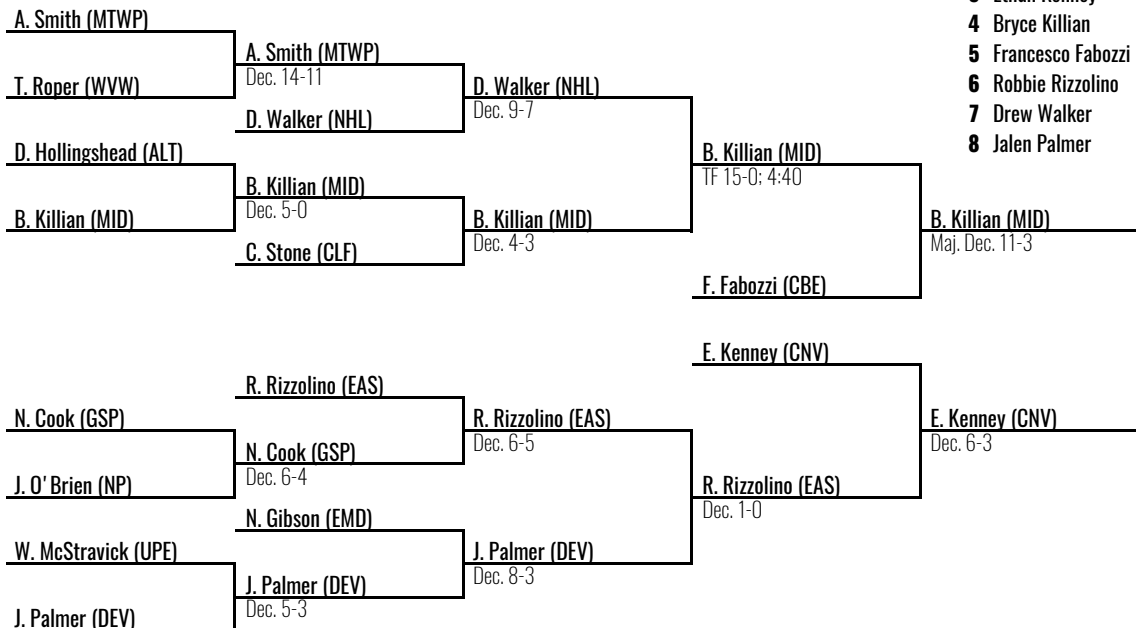 A. Smith (MTWP)
T. Roper (WVW)
D. Hollingshead (ALT)
B. Killian (MID)
A. Smith (MTWP)
Dec. 14-11
D. Walker (NHL)
B. Killian (MID)
Dec. 5-0
C. Stone (CLF)
D. Walker (NHL)
Dec. 9-7
B. Killian (MID)
Dec. 4-3
B. Killian (MID)
TF 15-0; 4:40
F. Fabozzi (CBE)
B. Killian (MID)
Maj. Dec. 11-3
4 Bryce Killian
5 Francesco Fabozzi
6 Robbie Rizzolino
7 Drew Walker
8 Jalen Palmer
N. Cook (GSP)
J. O'Brien (NP)
W. McStravick (UPE)
J. Palmer (DEV)
R. Rizzolino (EAS)
N. Cook (GSP)
Dec. 6-4
N. Gibson (EMD)
J. Palmer (DEV)
Dec. 5-3
R. Rizzolino (EAS)
Dec. 6-5
J. Palmer (DEV)
Dec. 8-3
E. Kenney (CNV)
R. Rizzolino (EAS)
Dec. 1-0
E. Kenney (CNV)
Dec. 6-3